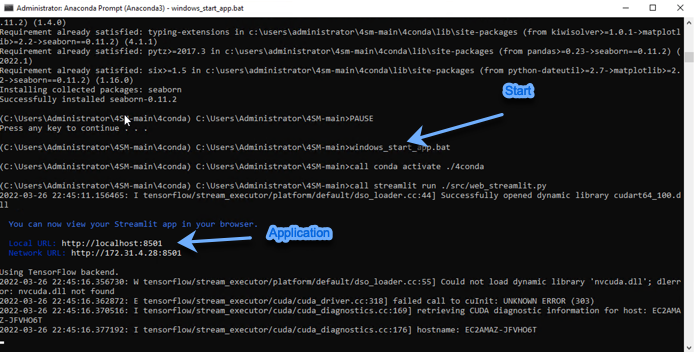 Administrator: Anaconda Prompt (Anaconda3) - windows_start_app.bat
.11.2) (1.4.0)
Requirement already satisfied: typing-extensions in c:\users\administrator\4sm-main\4conda\lib\site-packages (from kiwisolver>=1.0.1->matplotl
ib>=2.2->seaborn==0.11.2) (4.1.1)
Requirement already satisfied: pytz>=2017.3 in c:\users\administrator\4sm-main\4conda\lib\site-packages (from pandas>=0.23->seaborn==0.11.2) (
2022.1)
Requirement already satisfied: six>=1.5 in c:\users\administrator\4sm-main\4conda\lib\site-packages (from python-dateutil>=2.7->matplotlib>=2.
2->seaborn==0.11.2) (1.16.0)
Installing collected packages: seaborn
Successfully installed seaborn-0.11.2
Start
(C:\Users\Administrator\4SM-main\4conda) C:\Users\Administrator\4SM-main>PAUSE
Press any key to continue . . .
(C:\Users\Administrator\4SM-main\4conda) C:\Users\Administrator\4SM-main>windows_start_app.bat
(C:\Users\Administrator\4SM-main\4conda) C:\Users\Administrator\4SM-main>call conda activate ./4conda
(C:\Users\Administrator\4SM-main\4conda) C:\Users\Administrator\4SM-main>call streamlit run ./src/web_streamlit.py
2022-03-26 22:45:11.156465: I tensorflow/stream_executor/platform/default/dso_loader.cc:44] Successfully opened dynamic library cudart64_100.d
ll
You can now view your Streamlit app in your browser.
Application
Local URL: http://localhost:8501
Network URL: http://172.31.4.28:8501
Using TensorFlow backend.
2022-03-26 22:45:16.356730: W tensorflow/stream_executor/platform/default/dso_loader.cc:55] Could not load dynamic library 'nvcuda.dll'; dlerr
or: nvcuda.dll not found
2022-03-26 22:45:16.362872: E tensorflow/stream_executor/cuda/cuda_driver.cc:318] failed call to cuInit: UNKNOWN ERROR (303)
2022-03-26 22:45:16.370516: I tensorflow/stream_executor/cuda/cuda_diagnostics.cc:169] retrieving CUDA diagnostic information for host: EC2AMA
Z-JFVHO6T
2022-03-26 22:45:16.377192: I tensorflow/stream_executor/cuda/cuda_diagnostics.cc:176] hostname: EC2AMAZ-JFVHO6T